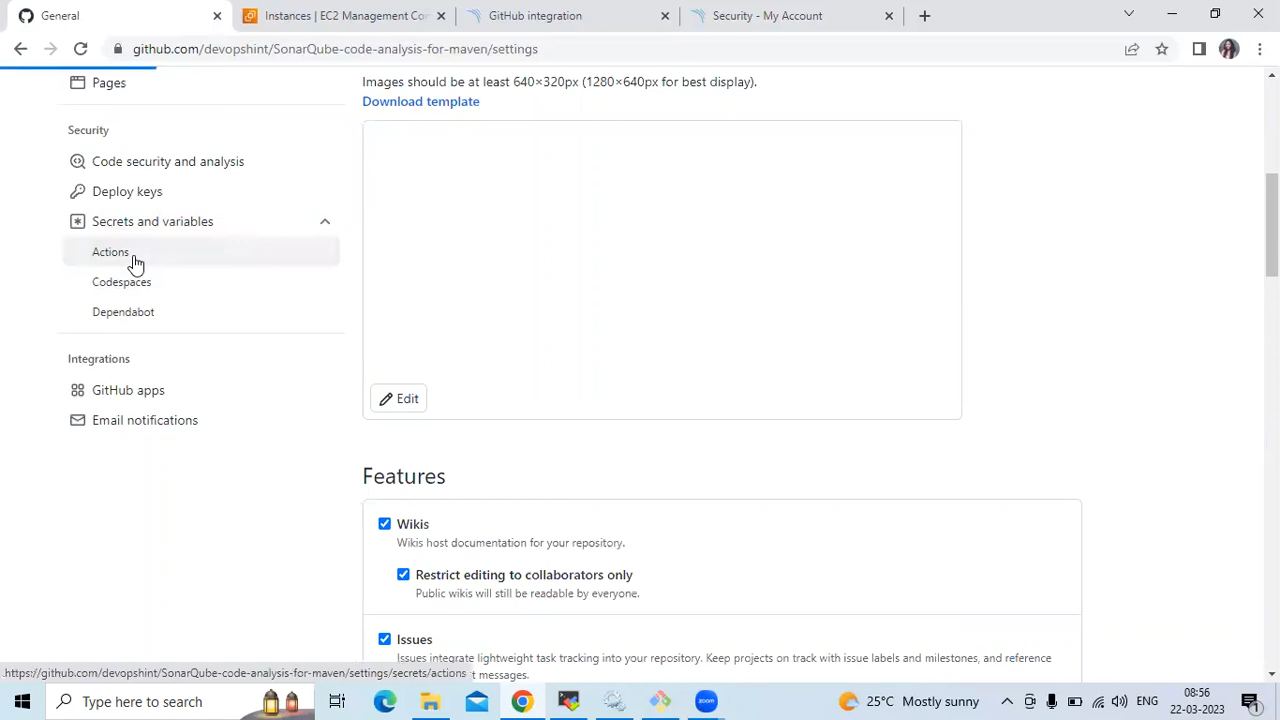 General
Instances | EC2 Management Con
GitHub integration
Security - My Account
github.com/devopshint/SonarQube-code-analysis-for-maven/settings
Pages
Security
Code security and analysis
Deploy keys
Secrets and variables
Actions
Codespaces
Dependabot
Integrations
GitHub apps
Email notifications
Images should be at least 640×320px (1280×640px for best display).
Download template
Edit
Features
Wikis
Wikis host documentation for your repository.
Restrict editing to collaborators only
Public wikis will still be readable by everyone.
Issues
Issues integrate lightweight task tracking into your repository. Keep projects on track with issue labels and milestones, and reference
messages.
https://github.com/devopshint/SonarQube-code-analysis-for-maven/settings/secrets/actions
Type here to search
25°C Mostly sunny
ENG
08:56
22-03-2023
1